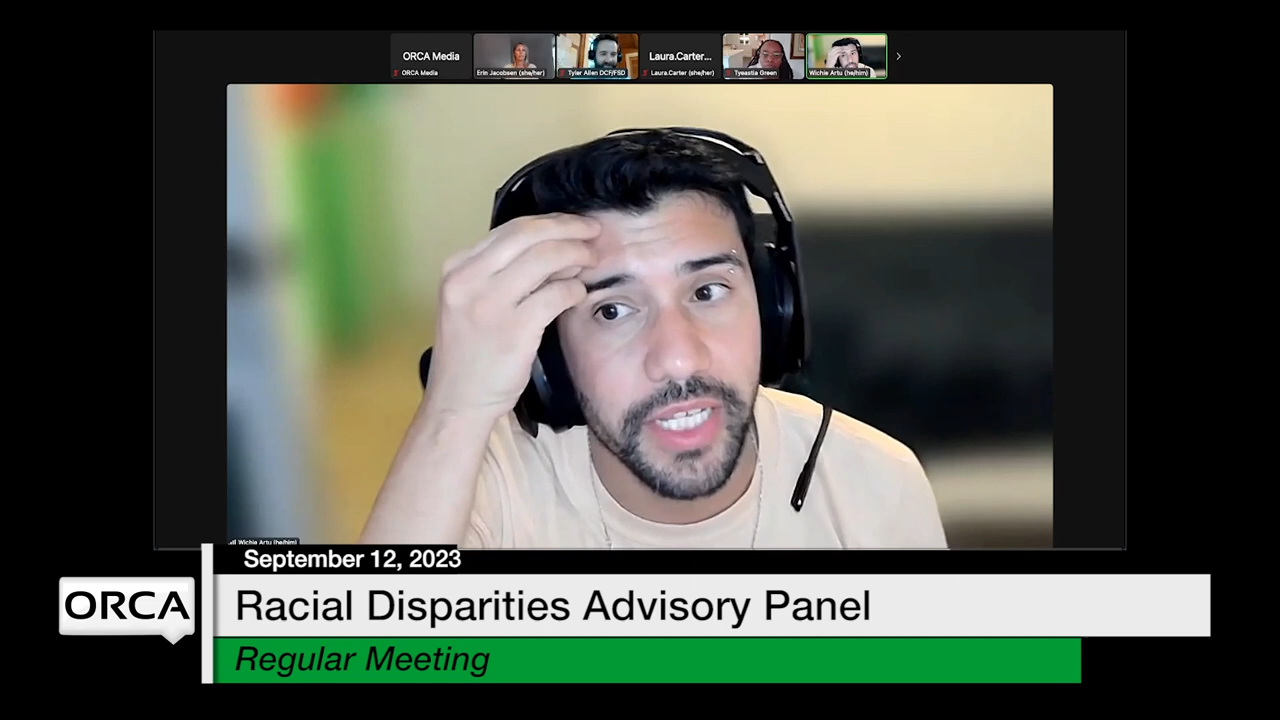 ORCA Media
Laura.Carter...
ORCA Media
Erin Jacobsen (she/her)
Tyler Allen DCF/FSD
Laura.Carter (she/her)
Tyeastia Green
Wichie Artu (he/him)
Wichie Artu (he/him)
September 12, 2023
ORCA
Racial Disparities Advisory Panel
Regular Meeting